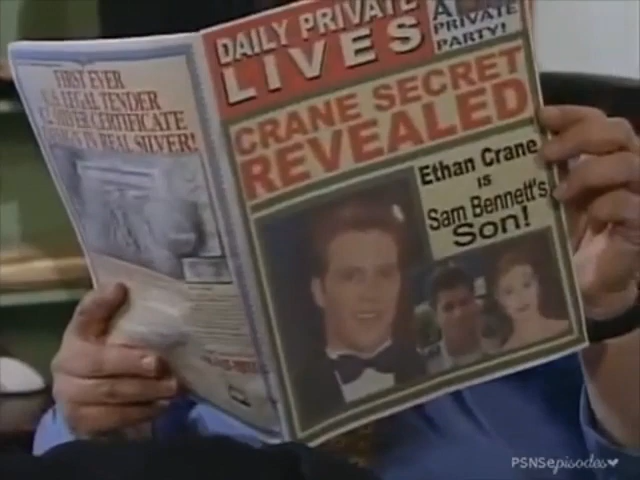 DAILY PRIVATE
LIVES
A
PRIVATE
PARTY!
CRANE SECRET
REVEALED
Ethan Crane
IS
Sam Bennett's
Son!
FIRST EVER
LEGAL TENDER
SILVER CERTIFICATE
IN REAL SILVER!
PSNSepisodes♥